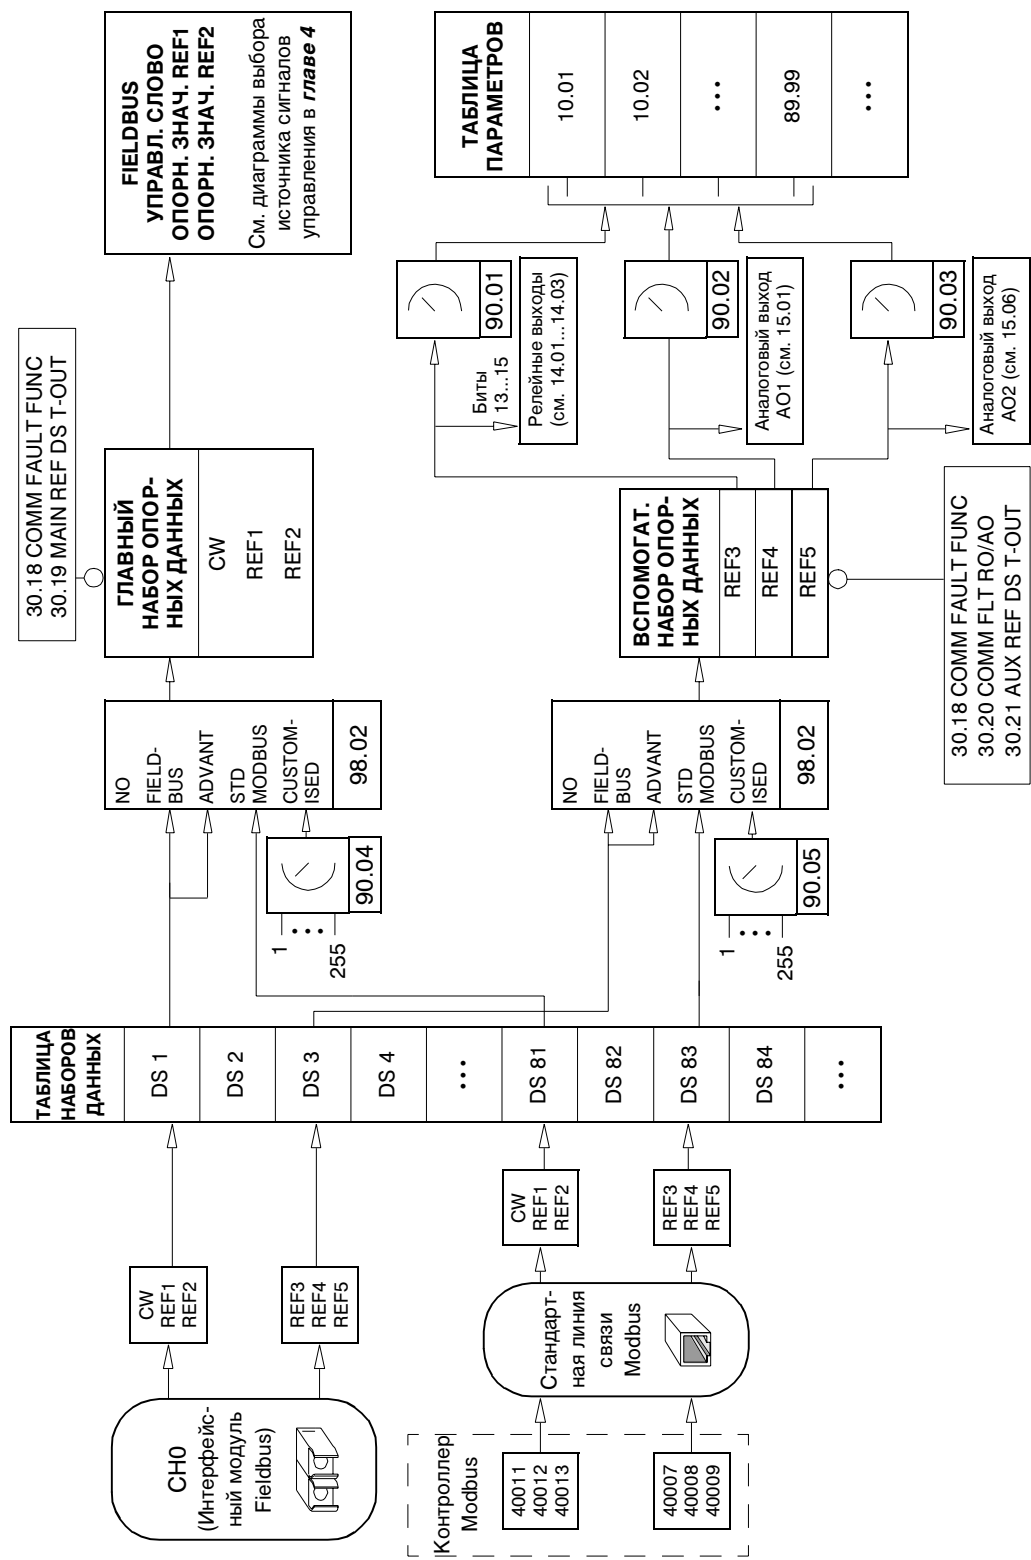 CH0
(Интерфейс-
ный модуль
Fieldbus)
CW
REF1
REF2
REF3
REF4
REF5
Контроллер
Modbus
40011
40012
40013
40007
40008
40009
Стандарт-
ная линия
связи
Modbus
CW
REF1
REF2
REF3
REF4
REF5
ТАБЛИЦА
НАБОРОВ
ДАННЫХ
DS 1
DS 2
DS 3
DS 4
•••
DS 81
DS 82
DS 83
DS 84
•••
1
•••
255
90.04
NO
FIELD-
BUS
ADVANT
STD
MODBUS
CUSTOM-
ISED
98.02
1
•••
255
90.05
NO
FIELD-
BUS
ADVANT
STD
MODBUS
CUSTOM-
ISED
98.02
30.18 COMM FAULT FUNC
30.19 MAIN REF DS T-OUT
ГЛАВНЫЙ
НАБОР ОПОР-
НЫХ ДАННЫХ
CW
REF1
REF2
ВСПОМОГАТ.
НАБОР ОПОР-
НЫХ ДАННЫХ
REF3
REF4
REF5
30.18 COMM FAULT FUNC
30.20 COMM FLT RO/AO
30.21 AUX REF DS T-OUT
FIELDBUS
УПРАВЛ. СЛОВО
ОПОРН. ЗНАЧ. REF1
ОПОРН. ЗНАЧ. REF2
См. диаграммы выбора
источника сигналов
управления в главе 4
90.01
Биты
13...15
Релейные выходы
(см. 14.01...14.03)
90.02
Аналоговый выход
АО1 (см. 15.01)
90.03
Аналоговый выход
АО2 (см. 15.06)
ТАБЛИЦА
ПАРАМЕТРОВ
10.01
10.02
•••
89.99
•••